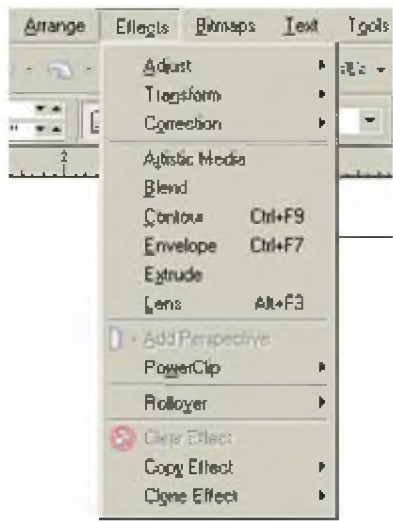 Arrange Effects Bitmaps Text Tools
2
Adjust
Transform
Correction
Artistic Media
Blend
Contour Ctrl+F9
Envelope Ctrl+F7
Extrude
Lens Alt+F3
Add Perspective
PowerClip
Rollover
Clear Effect
Copy Effect
Clone Effect